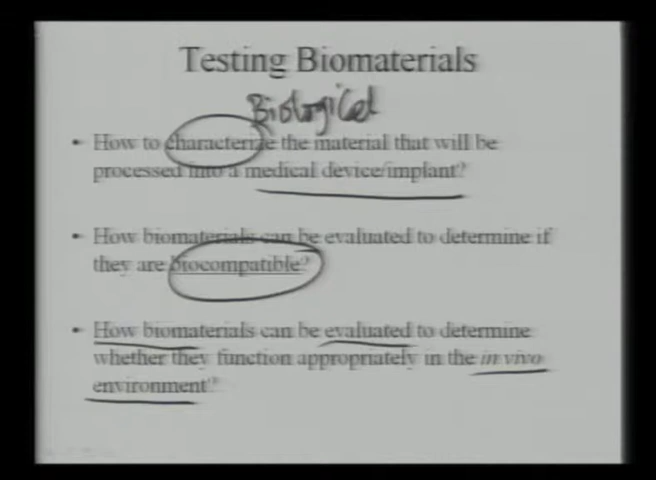 Testing Biomaterials
Biological
• How to characterize the material that will be
processed into a medical device/implant?
• How biomaterials can be evaluated to determine if
they are biocompatible?
• How biomaterials can be evaluated to determine
whether they function appropriately in the in vivo
environment?